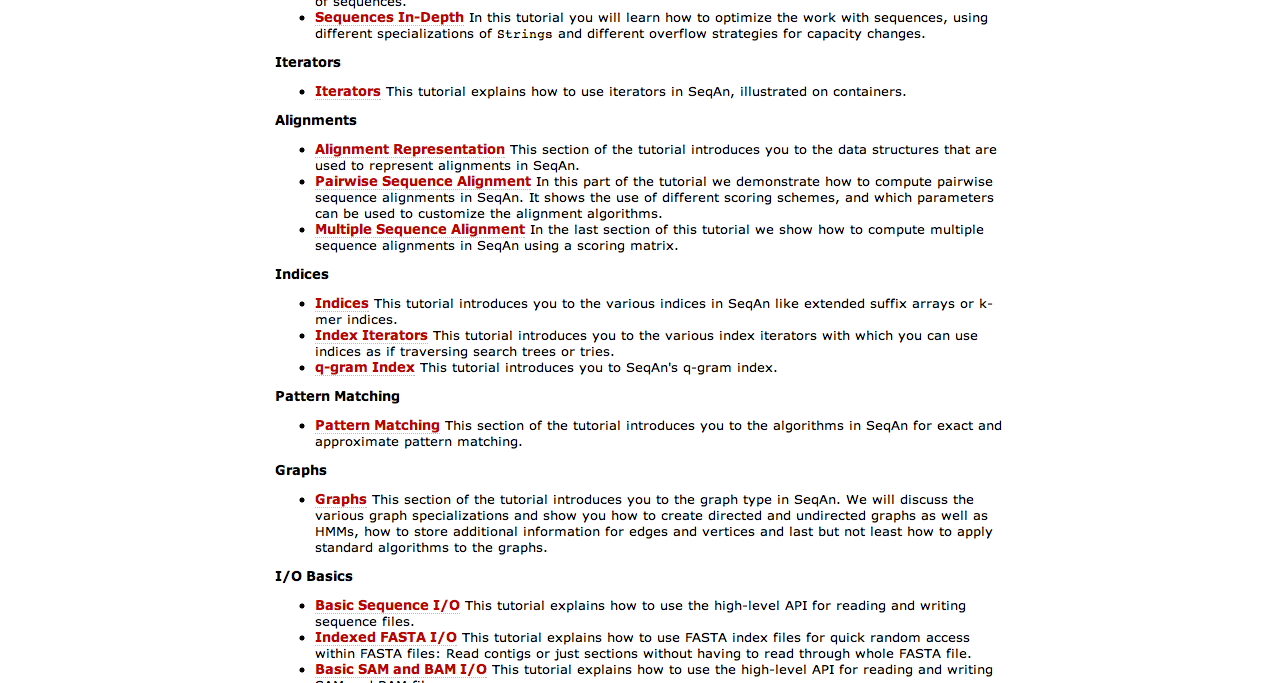 of sequences.
Sequences In-Depth In this tutorial you will learn how to optimize the work with sequences, using
different specializations of Strings and different overflow strategies for capacity changes.
Iterators
Iterators This tutorial explains how to use iterators in SeqAn, illustrated on containers.
Alignments
Alignment Representation This section of the tutorial introduces you to the data structures that are
used to represent alignments in SeqAn.
Pairwise Sequence Alignment In this part of the tutorial we demonstrate how to compute pairwise
sequence alignments in SeqAn. It shows the use of different scoring schemes, and which parameters
can be used to customize the alignment algorithms.
Multiple Sequence Alignment In the last section of this tutorial we show how to compute multiple
sequence alignments in SeqAn using a scoring matrix.
Indices
Indices This tutorial introduces you to the various indices in SeqAn like extended suffix arrays or k-
mer indices.
Index Iterators This tutorial introduces you to the various index iterators with which you can use
indices as if traversing search trees or tries.
q-gram Index This tutorial introduces you to SeqAn's q-gram index.
Pattern Matching
Pattern Matching This section of the tutorial introduces you to the algorithms in SeqAn for exact and
approximate pattern matching.
Graphs
Graphs This section of the tutorial introduces you to the graph type in SeqAn. We will discuss the
various graph specializations and show you how to create directed and undirected graphs as well as
HMMs, how to store additional information for edges and vertices and last but not least how to apply
standard algorithms to the graphs.
I/O Basics
Basic Sequence I/O This tutorial explains how to use the high-level API for reading and writing
sequence files.
Indexed FASTA I/O This tutorial explains how to use FASTA index files for quick random access
within FASTA files: Read contigs or just sections without having to read through whole FASTA file.
Basic SAM and BAM I/O This tutorial explains how to use the high-level API for reading and writing